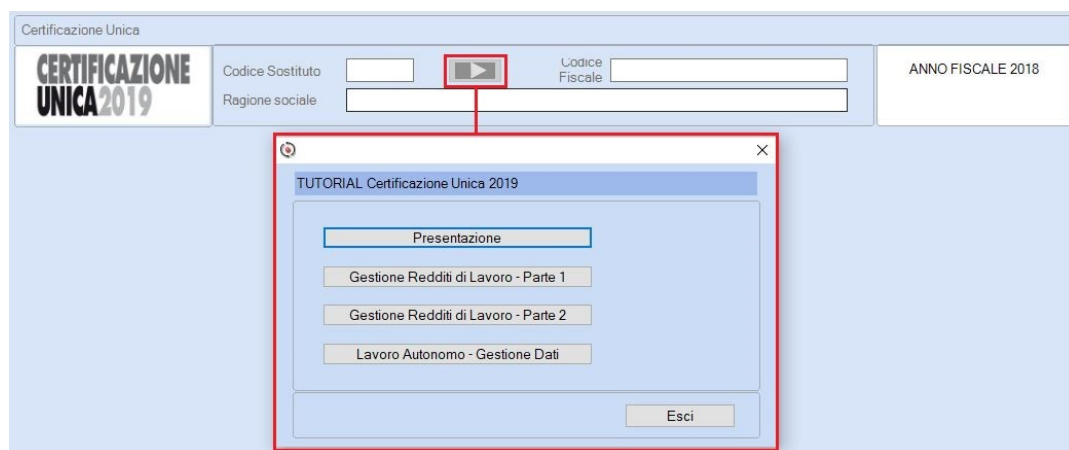 Certificazione Unica
CERTIFICAZIONE
UNICA2019
Codice Sostituto
Codice
Fiscale
Ragione sociale
ANNO FISCALE 2018
TUTORIAL Certificazione Unica 2019
Presentazione
Gestione Redditi di Lavoro - Parte 1
Gestione Redditi di Lavoro - Parte 2
Lavoro Autonomo - Gestione Dati
Esci